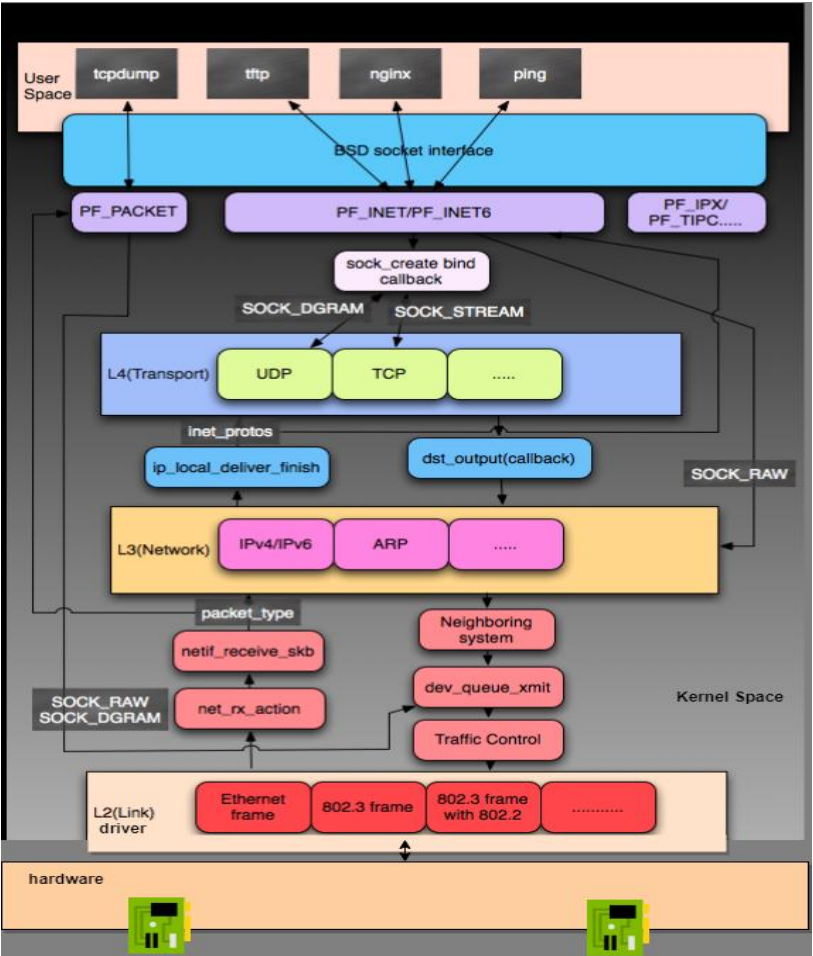 User
Space
tcpdump
tftp
nginx
ping
BSD socket interface
PF_PACKET
PF_INET/PF_INET6
PF_IPX/
PF_TIPC.....
sock_create bind
callback
SOCK_DGRAM
SOCK_STREAM
L4(Transport)
UDP
TCP
.....
inet_protos
ip_local_deliver_finish
dst_output(callback)
SOCK_RAW
L3(Network)
IPv4/IPv6
ARP
.....
packet_type
Neighboring
system
netif_receive_skb
dev_queue_xmit
Kernel Space
SOCK_RAW
SOCK_DGRAM
net_rx_action
Traffic Control
L2(Link)
driver
Ethernet
frame
802.3 frame
802.3 frame
with 802.2
...........
hardware